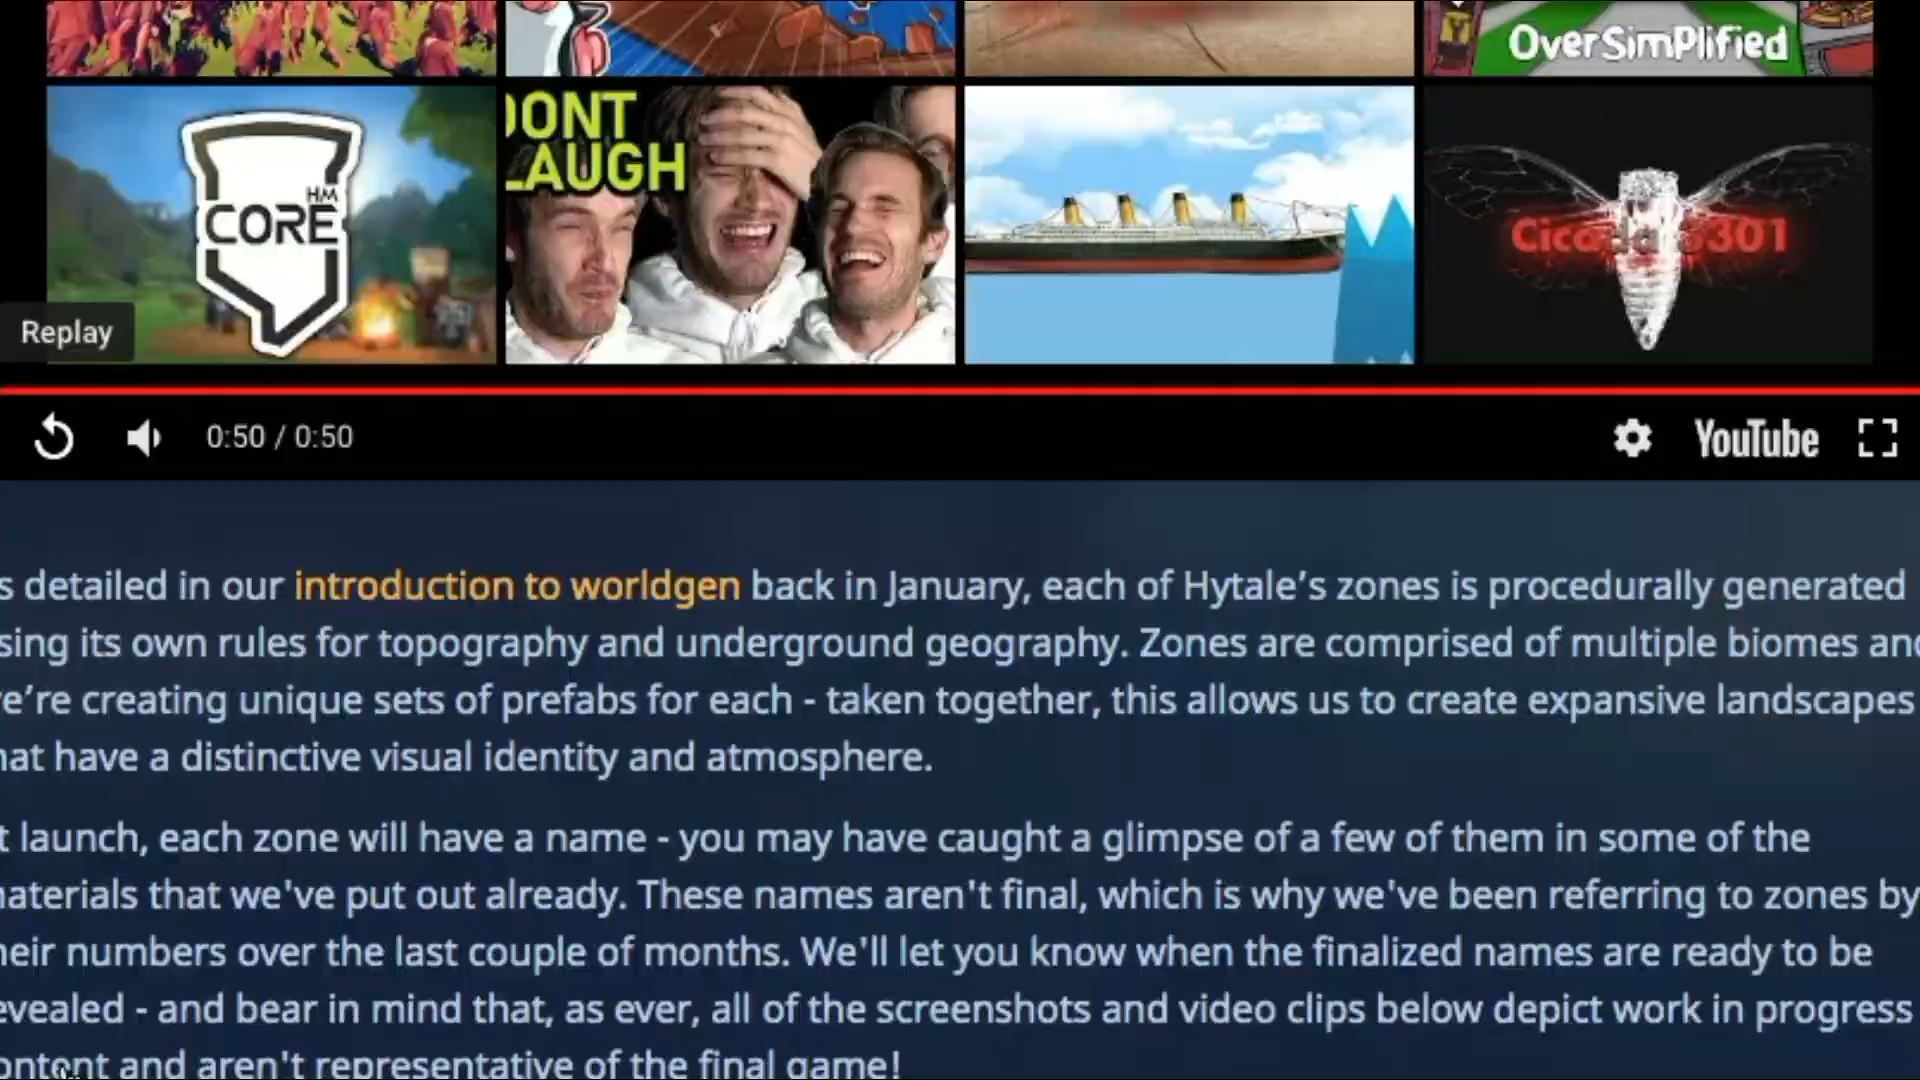 OverSimplified
DONT
LAUGH
HM
CORE
Cicada 3301
Replay
0:50 / 0:50
YouTube
s detailed in our introduction to worldgen back in January, each of Hytale’s zones is procedurally generated
sing its own rules for topography and underground geography. Zones are comprised of multiple biomes and
e’re creating unique sets of prefabs for each - taken together, this allows us to create expansive landscapes
hat have a distinctive visual identity and atmosphere.
t launch, each zone will have a name - you may have caught a glimpse of a few of them in some of the
naterials that we've put out already. These names aren't final, which is why we've been referring to zones by
heir numbers over the last couple of months. We'll let you know when the finalized names are ready to be
evealed - and bear in mind that, as ever, all of the screenshots and video clips below depict work in progress
ontent and aren't representative of the final game!